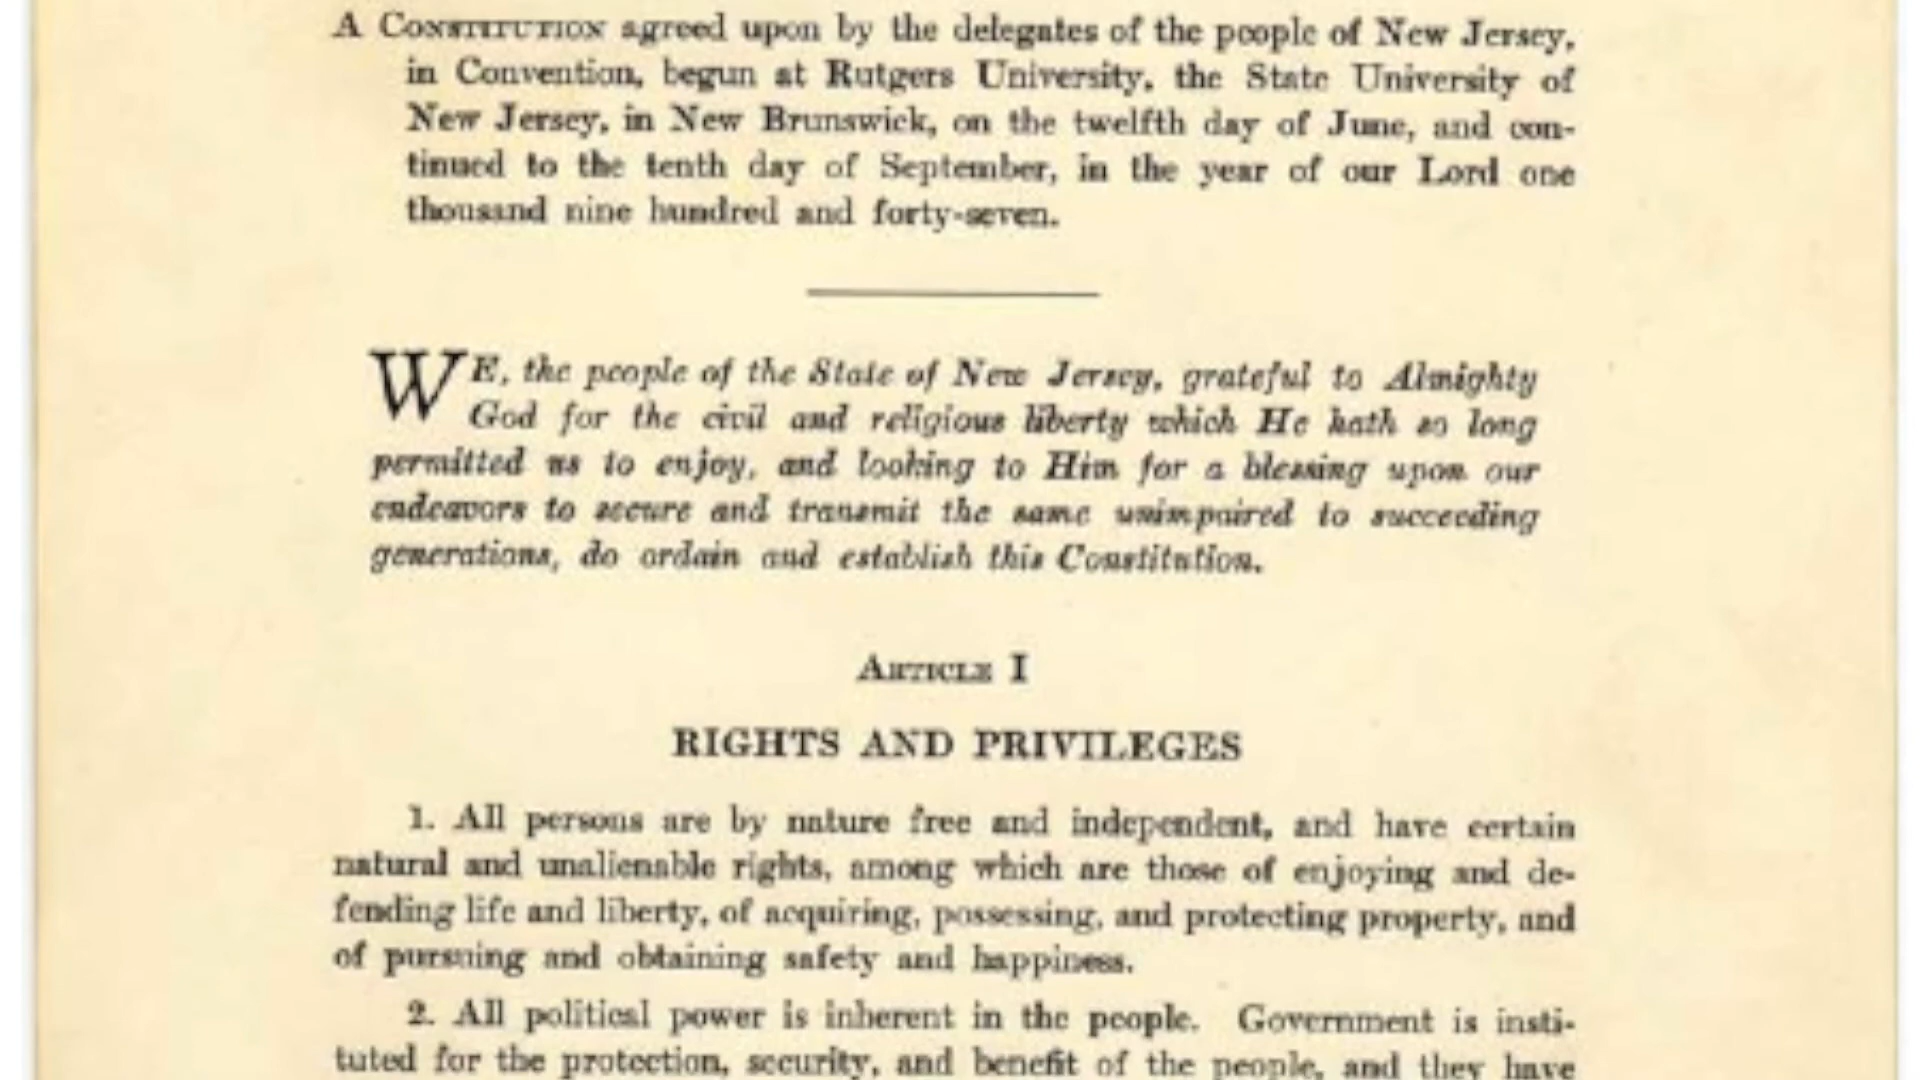 A CONSTITUTION agreed upon by the delegates of the people of New Jersey,
in Convention, begun at Rutgers University, the State University of
New Jersey, in New Brunswick, on the twelfth day of June, and con-
tinued to the tenth day of September, in the year of our Lord one
thousand nine hundred and forty-seven.
WE, the people of the State of New Jersey, grateful to Almighty
God for the civil and religious liberty which He hath so long
permitted us to enjoy, and looking to Him for a blessing upon our
endeavors to secure and transmit the same unimpaired to succeeding
generations, do ordain and establish this Constitution.
ARTICLE I
RIGHTS AND PRIVILEGES
1. All persons are by nature free and independent, and have certain
natural and unalienable rights, among which are those of enjoying and de-
fending life and liberty, of acquiring, possessing, and protecting property, and
of pursuing and obtaining safety and happiness.
2. All political power is inherent in the people. Government is insti-
tuted for the protection, security, and benefit of the people, and they have